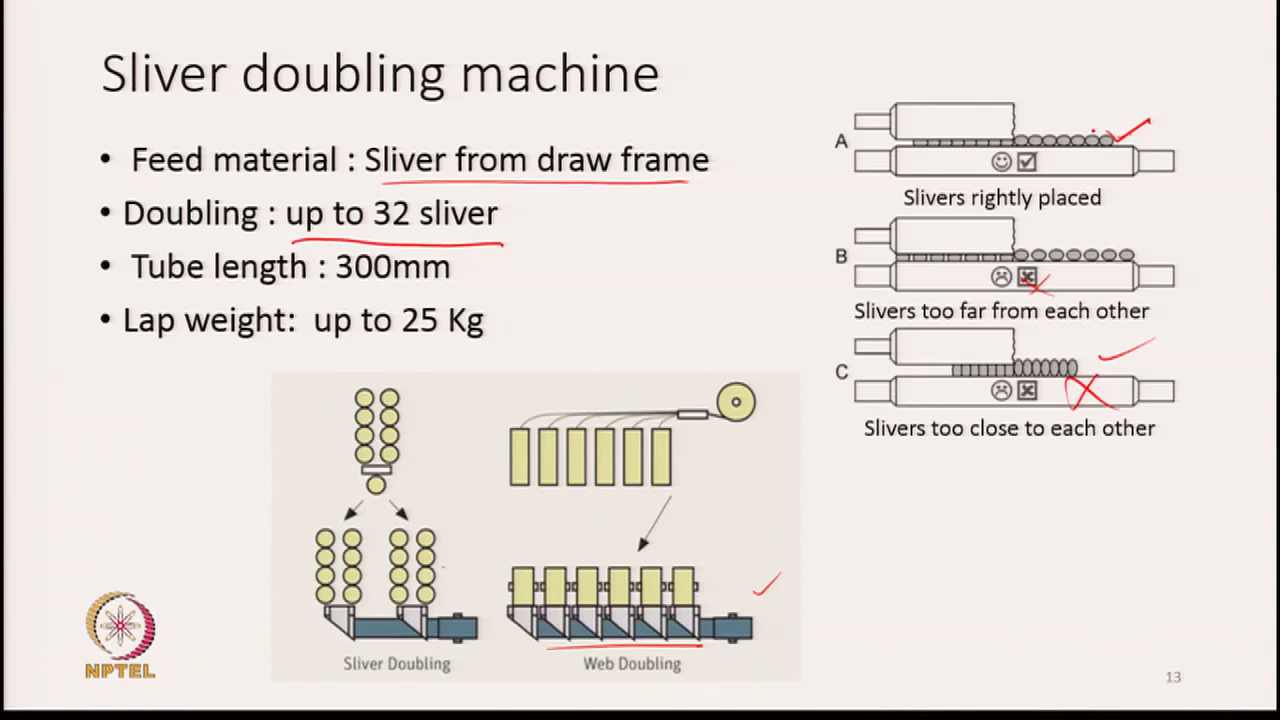 Sliver doubling machine
• Feed material : Sliver from draw frame
• Doubling : up to 32 sliver
• Tube length : 300mm
• Lap weight: up to 25 Kg
A
Slivers rightly placed
B
Slivers too far from each other
C
Slivers too close to each other
Sliver Doubling
Web Doubling
NPTEL
13